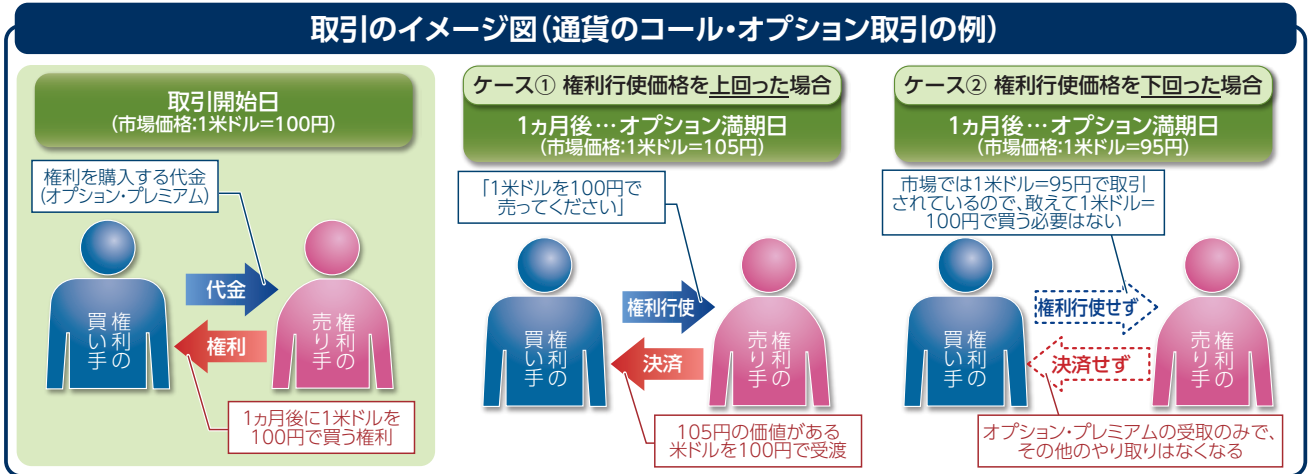 取引のイメージ図(通貨のコール・オプション取引の例)
取引開始日
(市場価格:1米ドル=100円)
権利を購入する代金
(オプション・プレミアム)
代金
権利
権利の
買い手
権利の
売り手
1ヵ月後に1米ドルを
100円で買う権利
ケース① 権利行使価格を上回った場合
1ヵ月後…オプション満期日
(市場価格:1米ドル=105円)
「1米ドルを100円で
売ってください」
権利行使
決済
権利の
買い手
権利の
売り手
105円の価値がある
米ドルを100円で受渡
ケース② 権利行使価格を下回った場合
1ヵ月後…オプション満期日
(市場価格:1米ドル=95円)
市場では1米ドル=95円で取引
されているので、敢えて1米ドル=
100円で買う必要はない
権利行使せず
決済せず
権利の
買い手
権利の
売り手
オプション・プレミアムの受取のみで、
その他のやり取りはなくなる